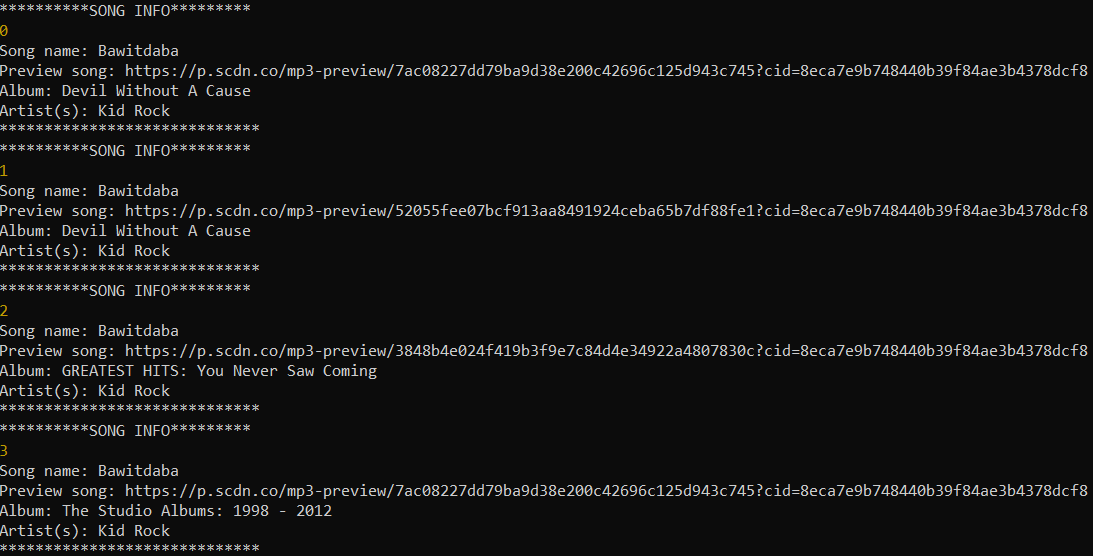 **********SONG INFO*********
0
Song name: Bawitdaba
Preview song: https://p.scdn.co/mp3-preview/7ac08227dd79ba9d38e200c42696c125d943c745?cid=8eca7e9b748440b39f84ae3b4378dcf8
Album: Devil Without A Cause
Artist(s): Kid Rock
*****************************
**********SONG INFO*********
1
Song name: Bawitdaba
Preview song: https://p.scdn.co/mp3-preview/52055fee07bcf913aa8491924ceba65b7df88fe1?cid=8eca7e9b748440b39f84ae3b4378dcf8
Album: Devil Without A Cause
Artist(s): Kid Rock
*****************************
**********SONG INFO*********
2
Song name: Bawitdaba
Preview song: https://p.scdn.co/mp3-preview/3848b4e024f419b3f9e7c84d4e34922a4807830c?cid=8eca7e9b748440b39f84ae3b4378dcf8
Album: GREATEST HITS: You Never Saw Coming
Artist(s): Kid Rock
*****************************
**********SONG INFO*********
3
Song name: Bawitdaba
Preview song: https://p.scdn.co/mp3-preview/7ac08227dd79ba9d38e200c42696c125d943c745?cid=8eca7e9b748440b39f84ae3b4378dcf8
Album: The Studio Albums: 1998 - 2012
Artist(s): Kid Rock
*****************************